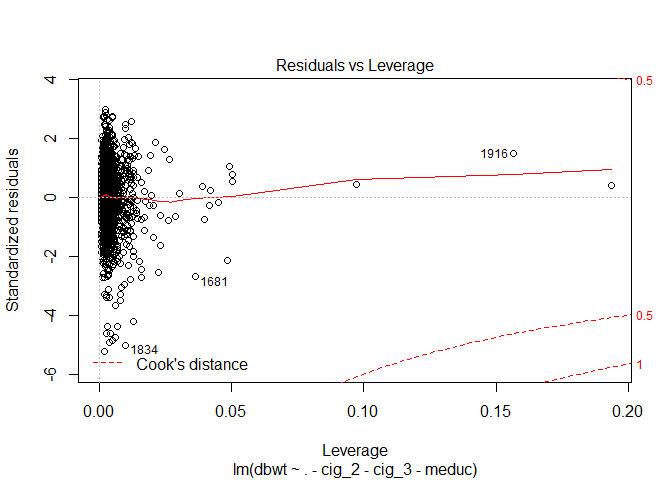 Residuals vs Leverage
Standardized residuals
4
2
0
-2
-4
-6
0.5
0.5
1
1916
1681
1834
Cook's distance
0.00 0.05 0.10 0.15 0.20
Leverage
lm(dbwt ~ . - cig_2 - cig_3 - meduc)